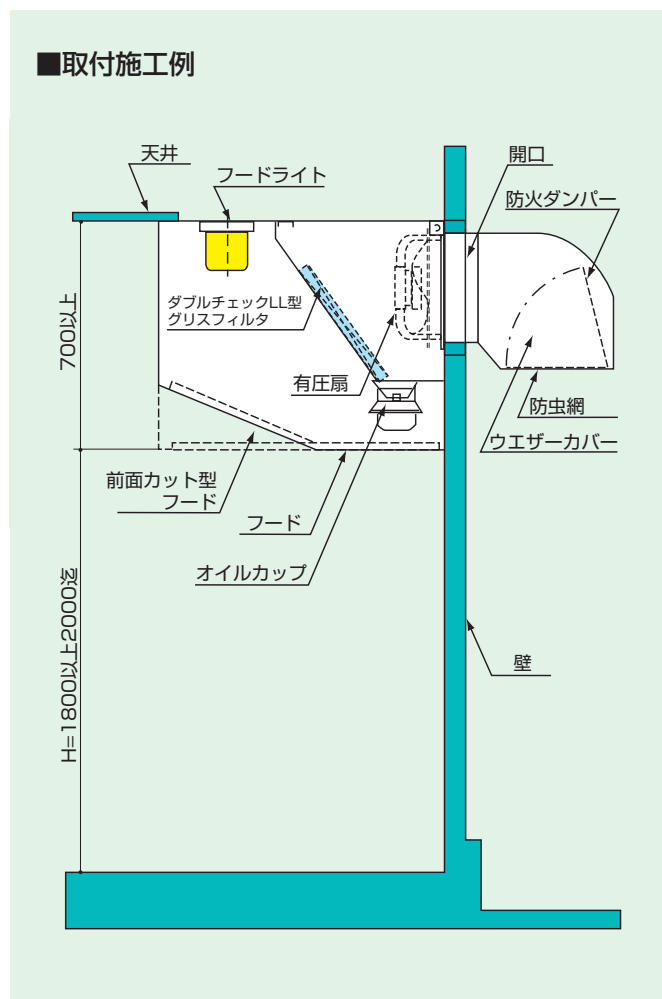 ■取付施工例
天井
フードライト
開口
防火ダンパー
ダブルチェックLL型
グリスフィルタ
700以上
有圧扇
防虫網
ウエザーカバー
前面カット型
フード
フード
オイルカップ
H=1800以上2000迄
壁